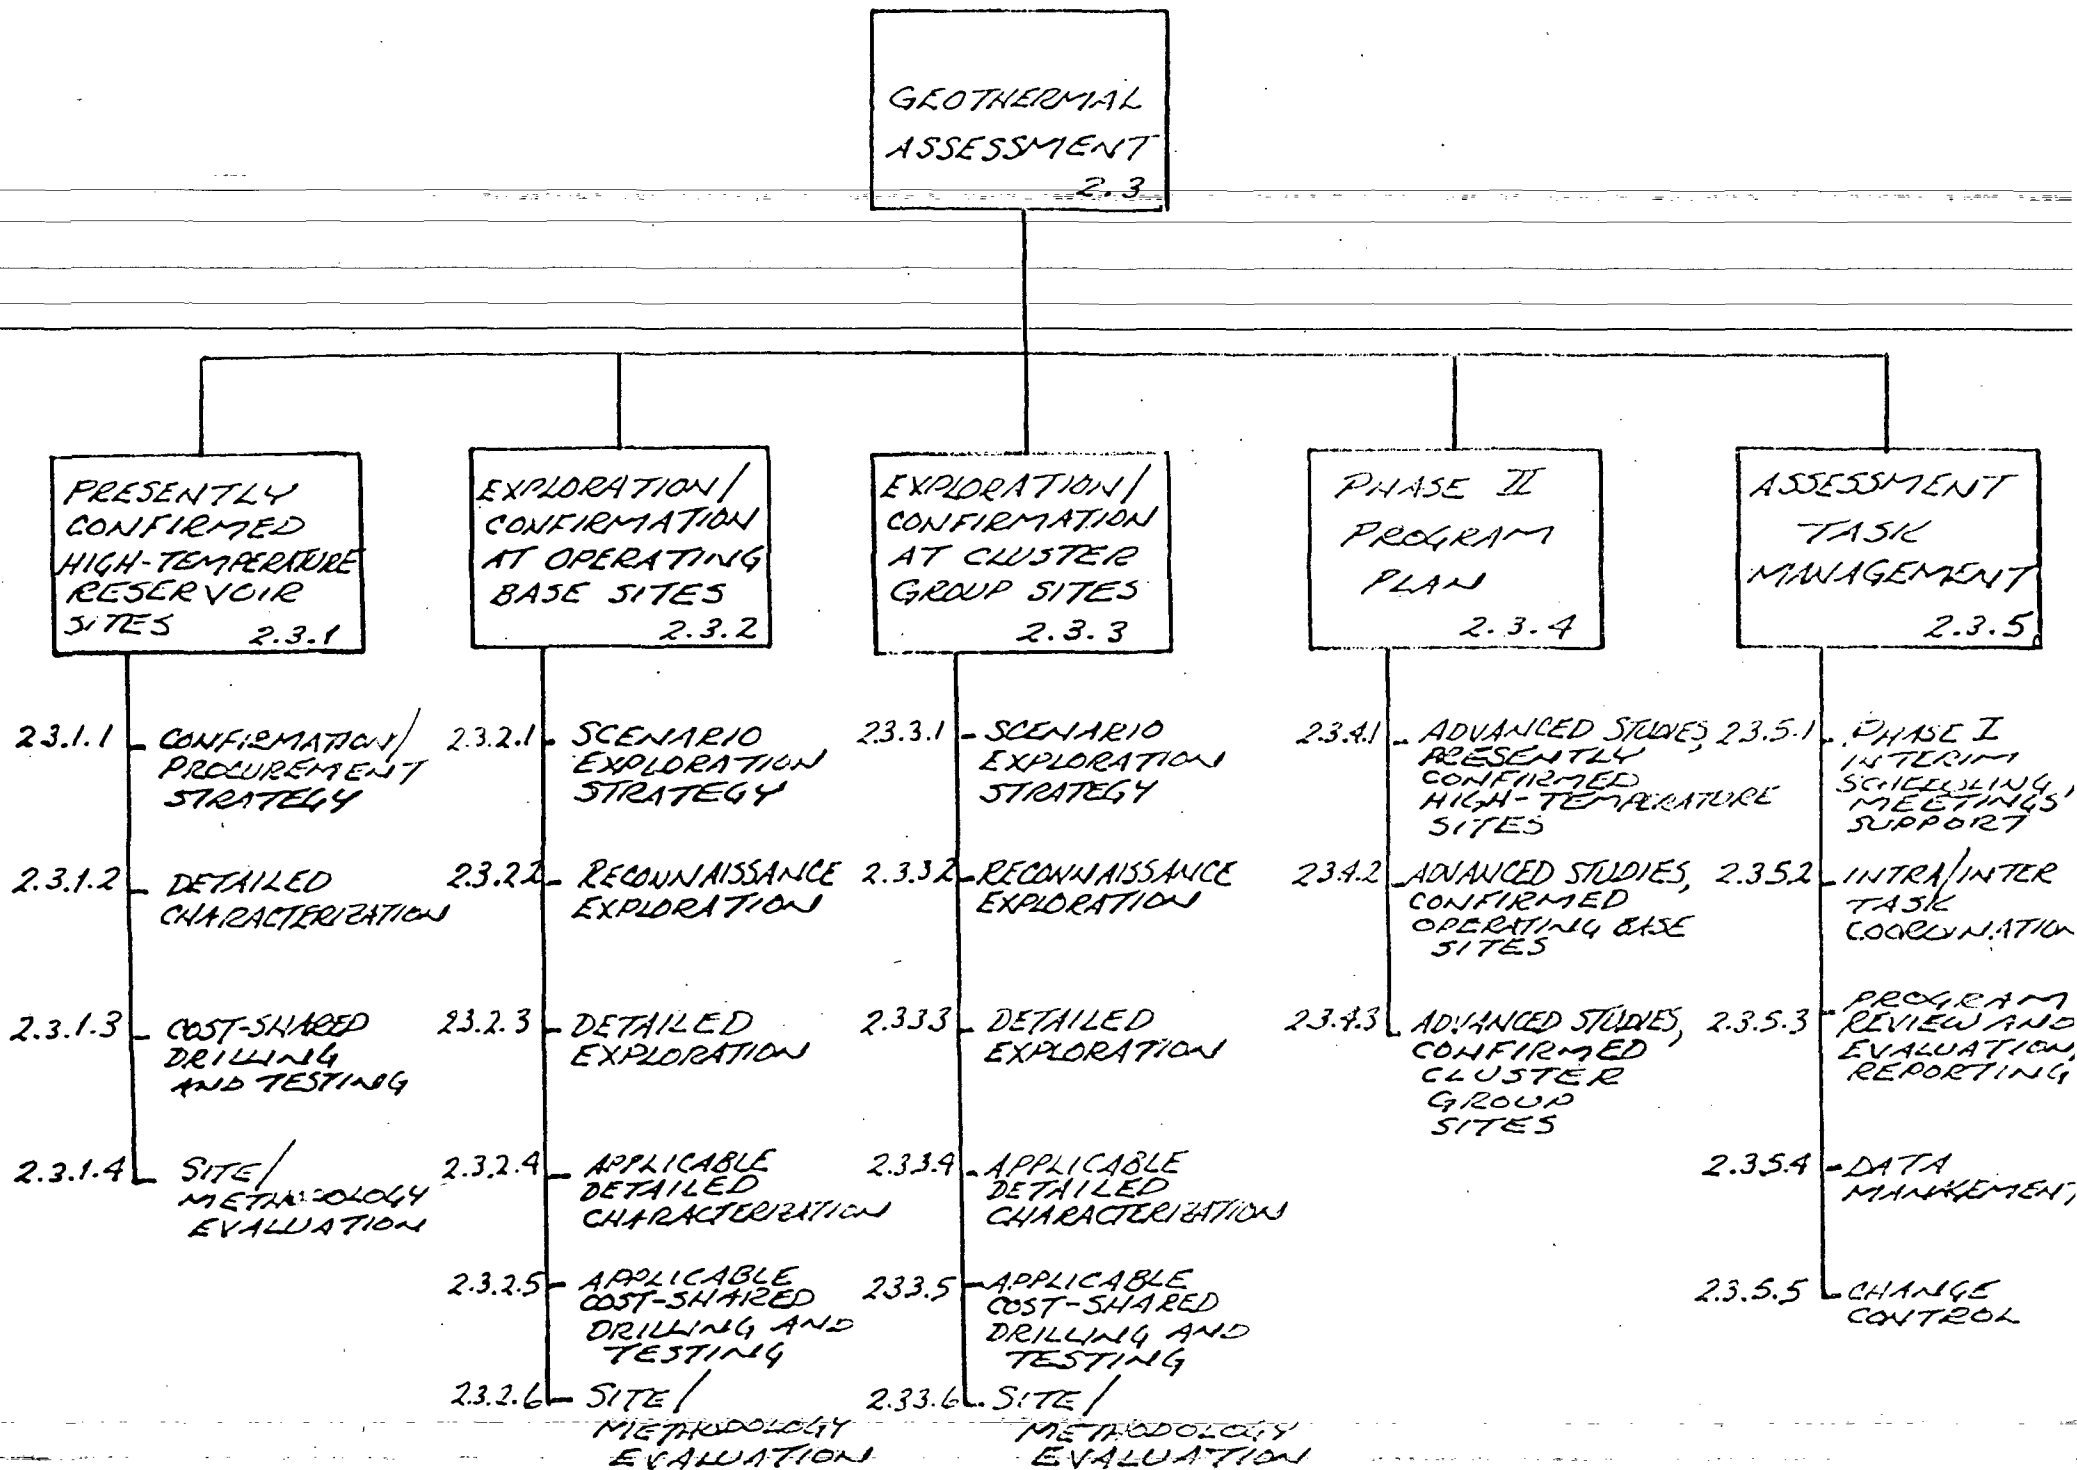 GEOTHERMAL
ASSESSMENT
2.3
PRESENTLY
CONFIRMED
HIGH-TEMPERATURE
RESERVOIR
SITES 2.3.1
EXPLORATION/
CONFIRMATION
AT OPERATING
BASE SITES
2.3.2
EXPLORATION/
CONFIRMATION
AT CLUSTER
GROUP SITES
2.3.3
PHASE II
PROGRAM
PLAN
2.3.4
ASSESSMENT
TASK
MANAGEMENT
2.3.5
2.3.1.1 CONFIRMATION/
PROCUREMENT
STRATEGY
2.3.1.2 DETAILED
CHARACTERIZATION
2.3.1.3 COST-SHARED
DRILLING
AND TESTING
2.3.1.4 SITE/
METHODOLOGY
EVALUATION
2.3.2.1 SCENARIO
EXPLORATION
STRATEGY
2.3.2.2 RECONNAISSANCE
EXPLORATION
2.3.2.3 DETAILED
EXPLORATION
2.3.2.4 APPLICABLE
DETAILED
CHARACTERIZATION
2.3.2.5 APPLICABLE
COST-SHARED
DRILLING AND
TESTING
2.3.2.6 SITE/
METHODOLOGY
EVALUATION
2.3.3.1 SCENARIO
EXPLORATION
STRATEGY
2.3.3.2 RECONNAISSANCE
EXPLORATION
2.3.3.3 DETAILED
EXPLORATION
2.3.3.4 APPLICABLE
DETAILED
CHARACTERIZATION
2.3.3.5 APPLICABLE
COST-SHARED
DRILLING AND
TESTING
2.3.3.6 SITE/
METHODOLOGY
EVALUATION
2.3.4.1 ADVANCED STUDIES,
PRESENTLY
CONFIRMED
HIGH-TEMPERATURE
SITES
2.3.4.2 ADVANCED STUDIES,
CONFIRMED
OPERATING BASE
SITES
2.3.4.3 ADVANCED STUDIES,
CONFIRMED
CLUSTER
GROUP
SITES
2.3.5.1 PHASE I
INTERIM
SCHEDULING,
MEETINGS
SUPPORT
2.3.5.2 INTRA/INTER
TASK
COORDINATION
2.3.5.3 PROGRAM
REVIEW AND
EVALUATION,
REPORTING
2.3.5.4 DATA
MANAGEMENT
2.3.5.5 CHANGE
CONTROL